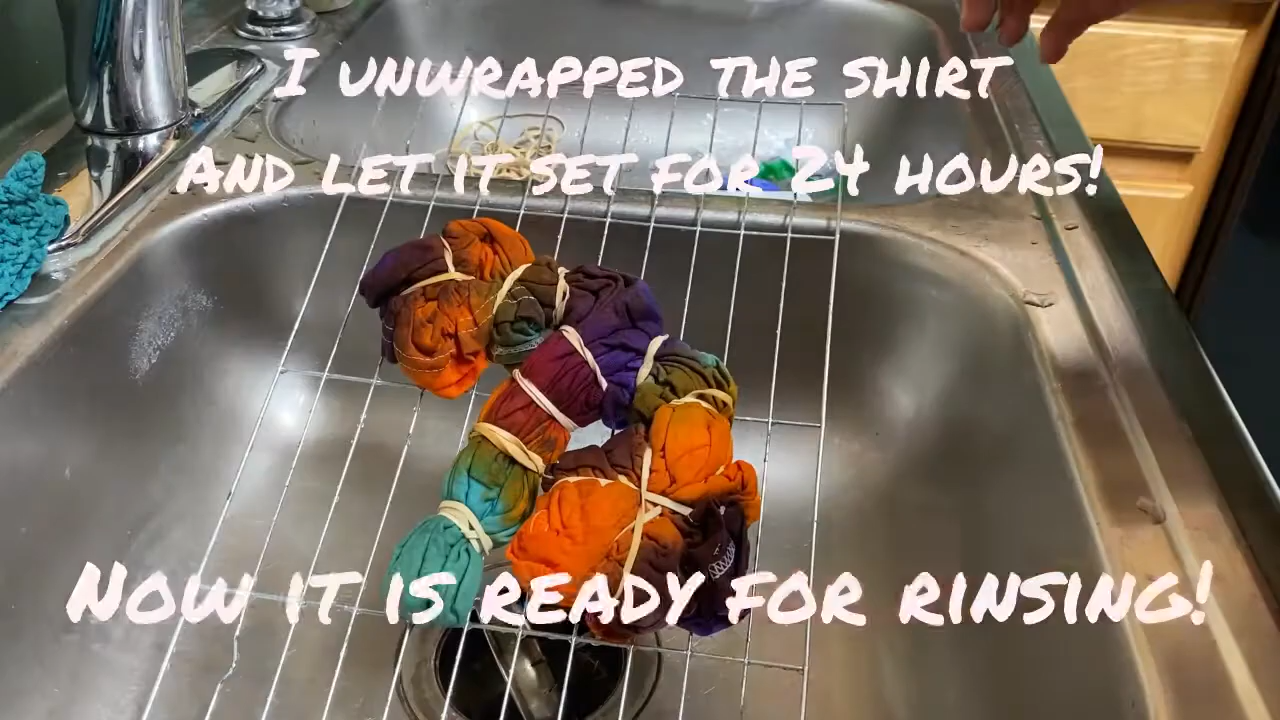 I unwrapped the shirt
And let it set for 24 hours!
Now it is ready for rinsing!